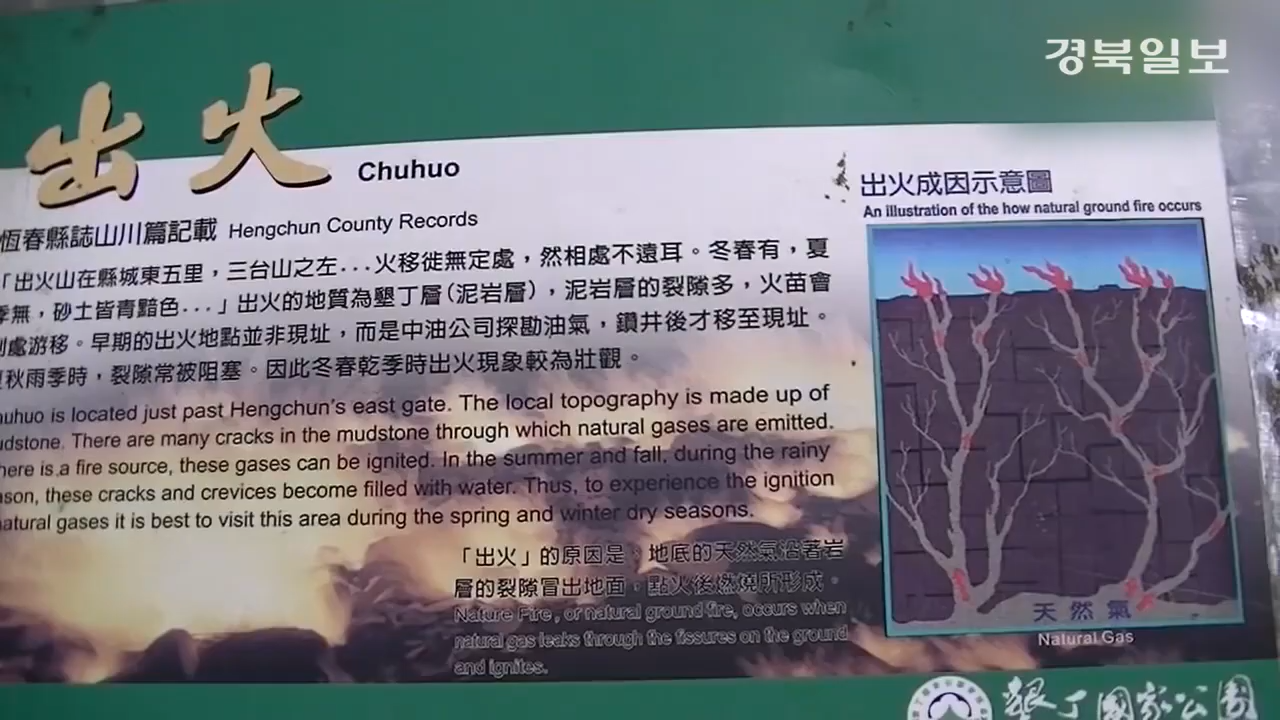 경북일보
出火 Chuhuo
恆春縣誌山川篇記載 Hengchun County Records
「出火山在縣城東五里，三台山之左...火移徙無定處，然相處不遠耳。冬春有，夏
季無，砂土皆青黯色...」出火的地質為墾丁層(泥岩層)，泥岩層的裂隙多，火苗會
到處游移。早期的出火地點並非現址，而是中油公司探勘油氣，鑽井後才移至現址。
夏秋雨季時，裂隙常被阻塞。因此冬春乾季時出火現象較為壯觀。
uhuo is located just past Hengchun's east gate. The local topography is made up of
udstone. There are many cracks in the mudstone through which natural gases are emitted.
here is a fire source, these gases can be ignited. In the summer and fall, during the rainy
ason, these cracks and crevices become filled with water. Thus, to experience the ignition
natural gases it is best to visit this area during the spring and winter dry seasons.
「出火」的原因是，地底的天然氣沿著岩
層的裂隙冒出地面，點火後燃燒所形成。
Nature Fire, or natural ground fire, occurs when
natural gas leaks through the fissures on the ground
and ignites.
出火成因示意圖
An illustration of the how natural ground fire occurs
天然氣
Natural Gas
墾丁國家公園